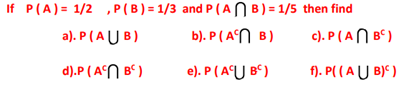 If P ( A ) = 1/2 , P ( B ) = 1/3 and P ( A ⋂ B ) = 1/5 then find
a). P ( A ⋃ B ) b). P ( Aᶜ⋂ B ) c). P ( A ⋂ Bᶜ )
d).P ( Aᶜ⋂ Bᶜ ) e). P ( Aᶜ⋃ Bᶜ ) f). P(( A ⋃ B)ᶜ )